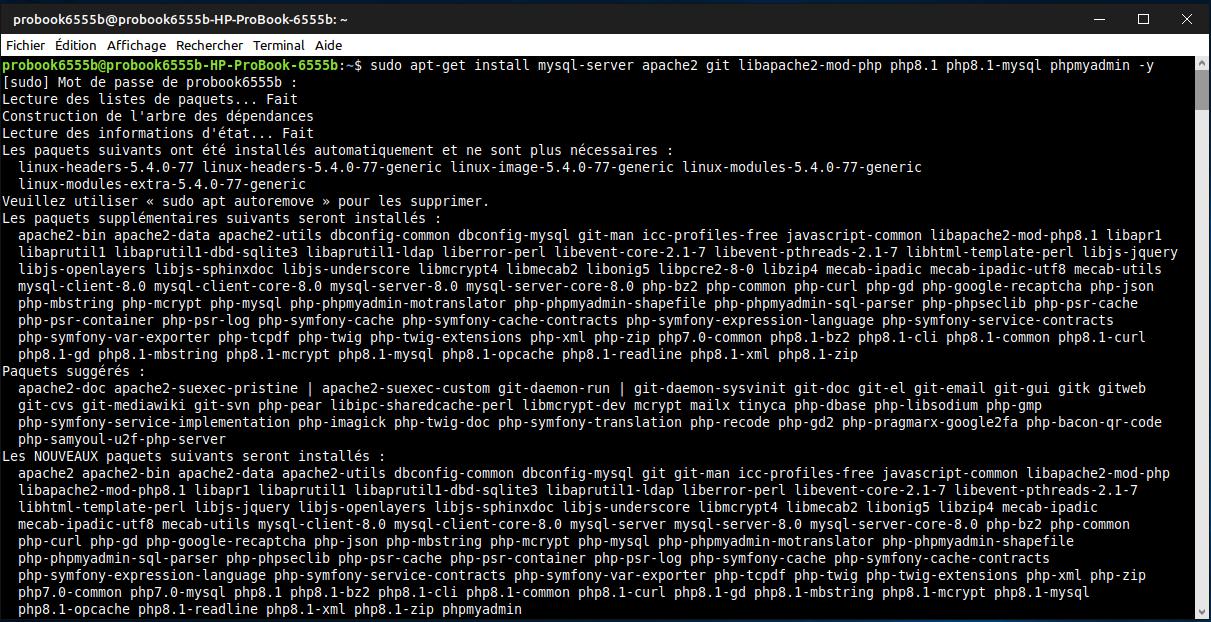 probook6555b@probook6555b-HP-ProBook-6555b: ~
Fichier Édition Affichage Rechercher Terminal Aide
probook6555b@probook6555b-HP-ProBook-6555b:~$ sudo apt-get install mysql-server apache2 git libapache2-mod-php php8.1 php8.1-mysql phpmyadmin -y
[sudo] Mot de passe de probook6555b :
Lecture des listes de paquets... Fait
Construction de l'arbre des dépendances
Lecture des informations d'état... Fait
Les paquets suivants ont été installés automatiquement et ne sont plus nécessaires :
linux-headers-5.4.0-77 linux-headers-5.4.0-77-generic linux-image-5.4.0-77-generic linux-modules-5.4.0-77-generic
linux-modules-extra-5.4.0-77-generic
Veuillez utiliser « sudo apt autoremove » pour les supprimer.
Les paquets supplémentaires suivants seront installés :
apache2-bin apache2-data apache2-utils dbconfig-common dbconfig-mysql git-man icc-profiles-free javascript-common libapache2-mod-php8.1 libapr1
libaprutil1 libaprutil1-dbd-sqlite3 libaprutil1-ldap liberror-perl libevent-core-2.1-7 libevent-pthreads-2.1-7 libhtml-template-perl libjs-jquery
libjs-openlayers libjs-sphinxdoc libjs-underscore libmcrypt4 libmecab2 libonig5 libpcre2-8-0 libzip4 mecab-ipadic mecab-ipadic-utf8 mecab-utils
mysql-client-8.0 mysql-client-core-8.0 mysql-server-8.0 mysql-server-core-8.0 php-bz2 php-common php-curl php-gd php-google-recaptcha php-json
php-mbstring php-mcrypt php-mysql php-phpmyadmin-motranslator php-phpmyadmin-shapefile php-phpmyadmin-sql-parser php-phpseclib php-psr-cache
php-psr-container php-psr-log php-symfony-cache php-symfony-cache-contracts php-symfony-expression-language php-symfony-service-contracts
php-symfony-var-exporter php-tcpdf php-twig php-twig-extensions php-xml php-zip php7.0-common php8.1-bz2 php8.1-cli php8.1-common php8.1-curl
php8.1-gd php8.1-mbstring php8.1-mcrypt php8.1-mysql php8.1-opcache php8.1-readline php8.1-xml php8.1-zip
Paquets suggérés :
apache2-doc apache2-suexec-pristine | apache2-suexec-custom git-daemon-run | git-daemon-sysvinit git-doc git-el git-email git-gui gitk gitweb
git-cvs git-mediawiki git-svn php-pear libipc-sharedcache-perl libmcrypt-dev mcrypt mailx tinyca php-dbase php-libsodium php-gmp
php-symfony-service-implementation php-imagick php-twig-doc php-symfony-translation php-recode php-gd2 php-pragmarx-google2fa php-bacon-qr-code
php-samyoul-u2f-php-server
Les NOUVEAUX paquets suivants seront installés :
apache2 apache2-bin apache2-data apache2-utils dbconfig-common dbconfig-mysql git git-man icc-profiles-free javascript-common libapache2-mod-php
libapache2-mod-php8.1 libapr1 libaprutil1 libaprutil1-dbd-sqlite3 libaprutil1-ldap liberror-perl libevent-core-2.1-7 libevent-pthreads-2.1-7
libhtml-template-perl libjs-jquery libjs-openlayers libjs-sphinxdoc libjs-underscore libmcrypt4 libmecab2 libonig5 libzip4 mecab-ipadic
mecab-ipadic-utf8 mecab-utils mysql-client-8.0 mysql-client-core-8.0 mysql-server mysql-server-8.0 mysql-server-core-8.0 php-bz2 php-common
php-curl php-gd php-google-recaptcha php-json php-mbstring php-mcrypt php-mysql php-phpmyadmin-motranslator php-phpmyadmin-shapefile
php-phpmyadmin-sql-parser php-phpseclib php-psr-cache php-psr-container php-psr-log php-symfony-cache php-symfony-cache-contracts
php-symfony-expression-language php-symfony-service-contracts php-symfony-var-exporter php-tcpdf php-twig php-twig-extensions php-xml php-zip
php7.0-common php7.0-mysql php8.1 php8.1-bz2 php8.1-cli php8.1-common php8.1-curl php8.1-gd php8.1-mbstring php8.1-mcrypt php8.1-mysql
php8.1-opcache php8.1-readline php8.1-xml php8.1-zip phpmyadmin